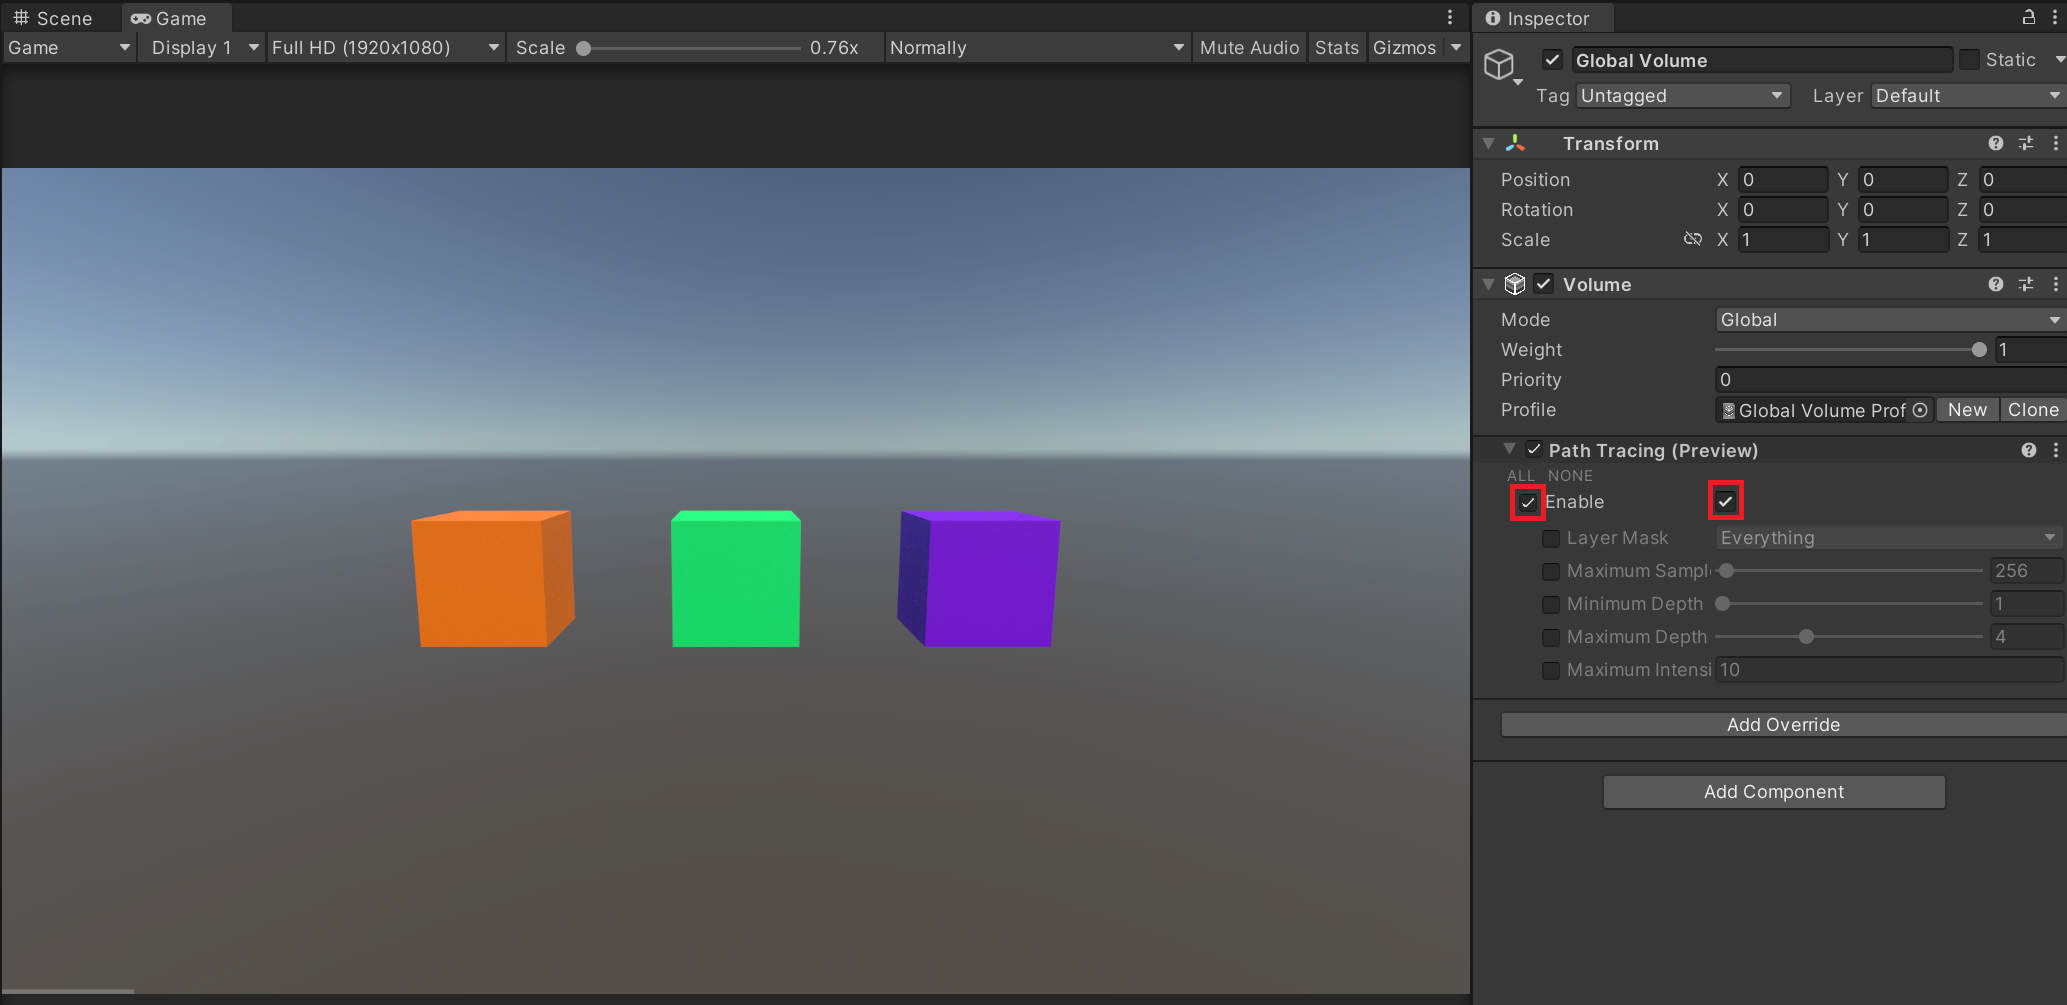 Scene Game
Game Display 1 Full HD (1920x1080) Scale 0.76x Normally Mute Audio Stats Gizmos
Inspector
Global Volume Static
Tag Untagged Layer Default
Transform
Position X 0 Y 0 Z 0
Rotation X 0 Y 0 Z 0
Scale X 1 Y 1 Z 1
Volume
Mode Global
Weight 1
Priority 0
Profile Global Volume Prof New Clone
Path Tracing (Preview)
ALL NONE
Enable
Layer Mask Everything
Maximum Sampl 256
Minimum Depth 1
Maximum Depth 4
Maximum Intensi 10
Add Override
Add Component